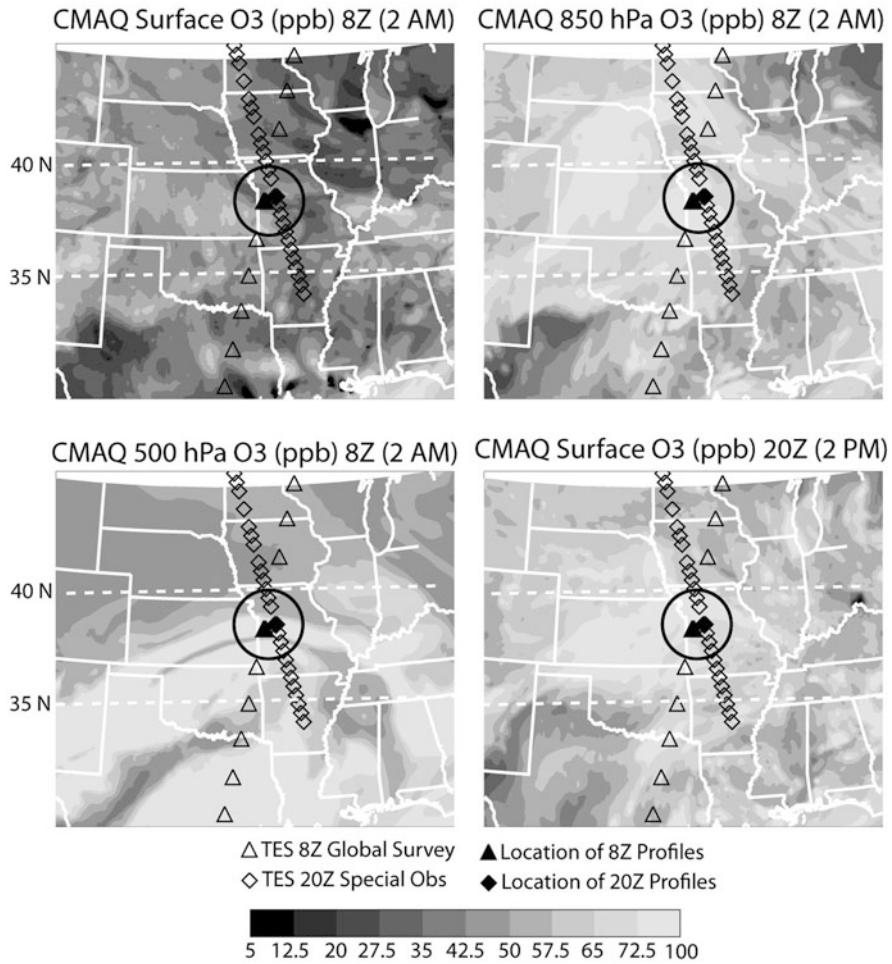 CMAQ Surface O3 (ppb) 8Z (2 AM)
CMAQ 850 hPa O3 (ppb) 8Z (2 AM)
40 N
35 N
CMAQ 500 hPa O3 (ppb) 8Z (2 AM)
CMAQ Surface O3 (ppb) 20Z (2 PM)
40 N
35 N
TES 8Z Global Survey
Location of 8Z Profiles
TES 20Z Special Obs
Location of 20Z Profiles
5 12.5 20 27.5 35 42.5 50 57.5 65 72.5 100